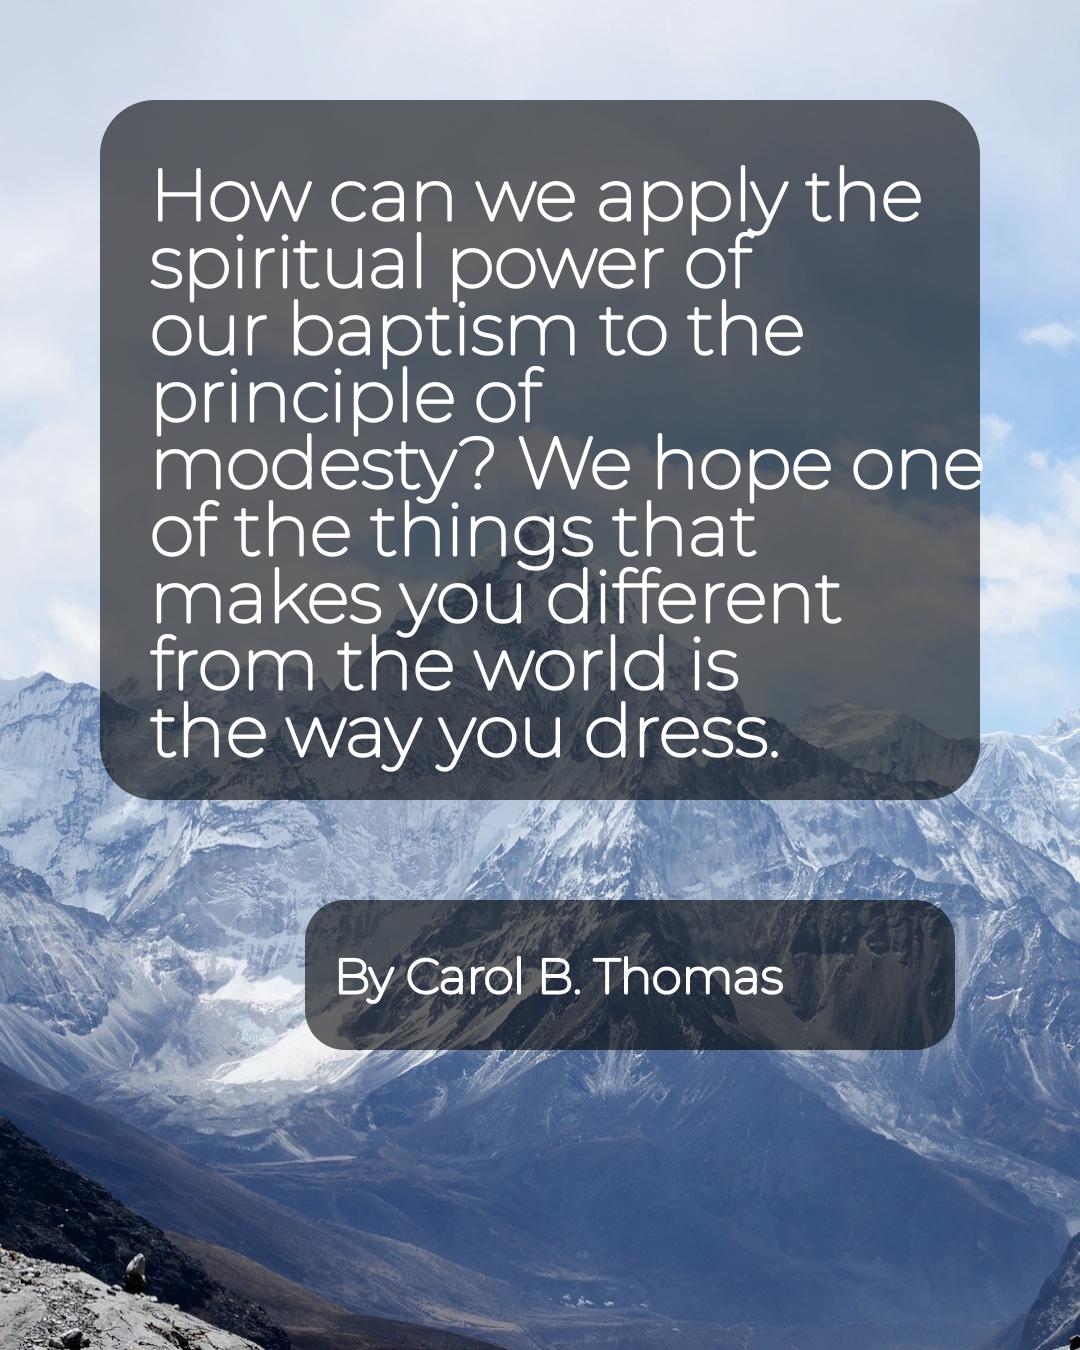 How can we apply the
spiritual power of
our baptism to the
principle of
modesty? We hope one
of the things that
makes you different
from the world is
the way you dress.
By Carol B. Thomas